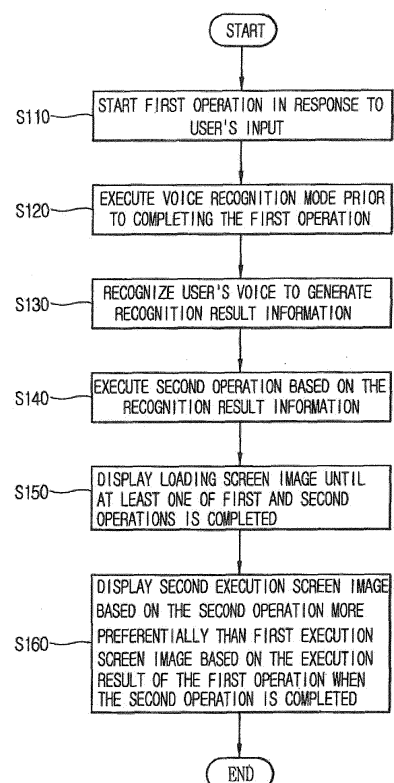 START
S110
START FIRST OPERATION IN RESPONSE TO
USER'S INPUT
S120
EXECUTE VOICE RECOGNITION MODE PRIOR
TO COMPLETING THE FIRST OPERATION
S130
RECOGNIZE USER'S VOICE TO GENERATE
RECOGNITION RESULT INFORMATION
S140
EXECUTE SECOND OPERATION BASED ON THE
RECOGNITION RESULT INFORMATION
S150
DISPLAY LOADING SCREEN IMAGE UNTIL
AT LEAST ONE OF FIRST AND SECOND
OPERATIONS IS COMPLETED
S160
DISPLAY SECOND EXECUTION SCREEN IMAGE
BASED ON THE SECOND OPERATION MORE
PREFERENTIALLY THAN FIRST EXECUTION
SCREEN IMAGE BASED ON THE EXECUTION
RESULT OF THE FIRST OPERATION WHEN
THE SECOND OPERATION IS COMPLETED
END